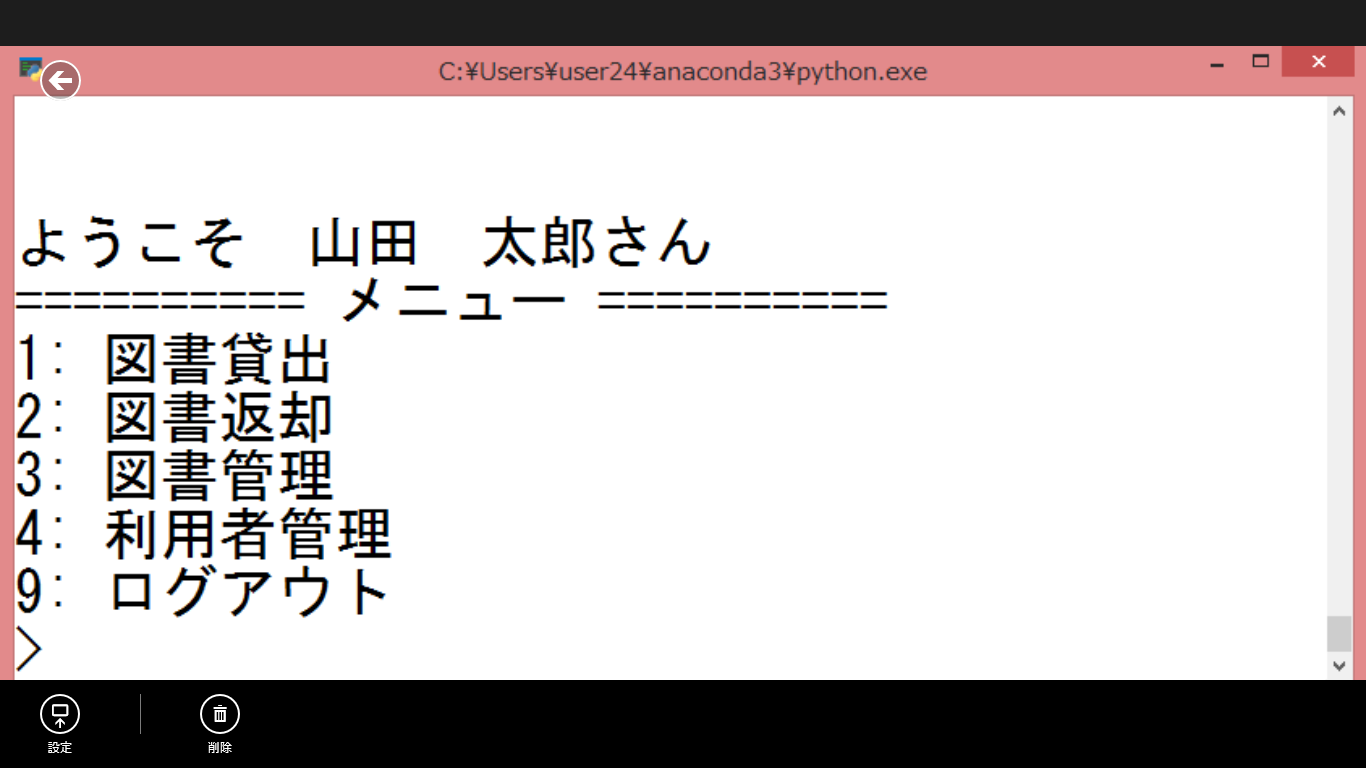 C:¥Users¥user24¥anaconda3¥python.exe
ようこそ　山田　太郎さん
========== メニュー ==========
1: 図書貸出
2: 図書返却
3: 図書管理
4: 利用者管理
9: ログアウト
>
設定
削除